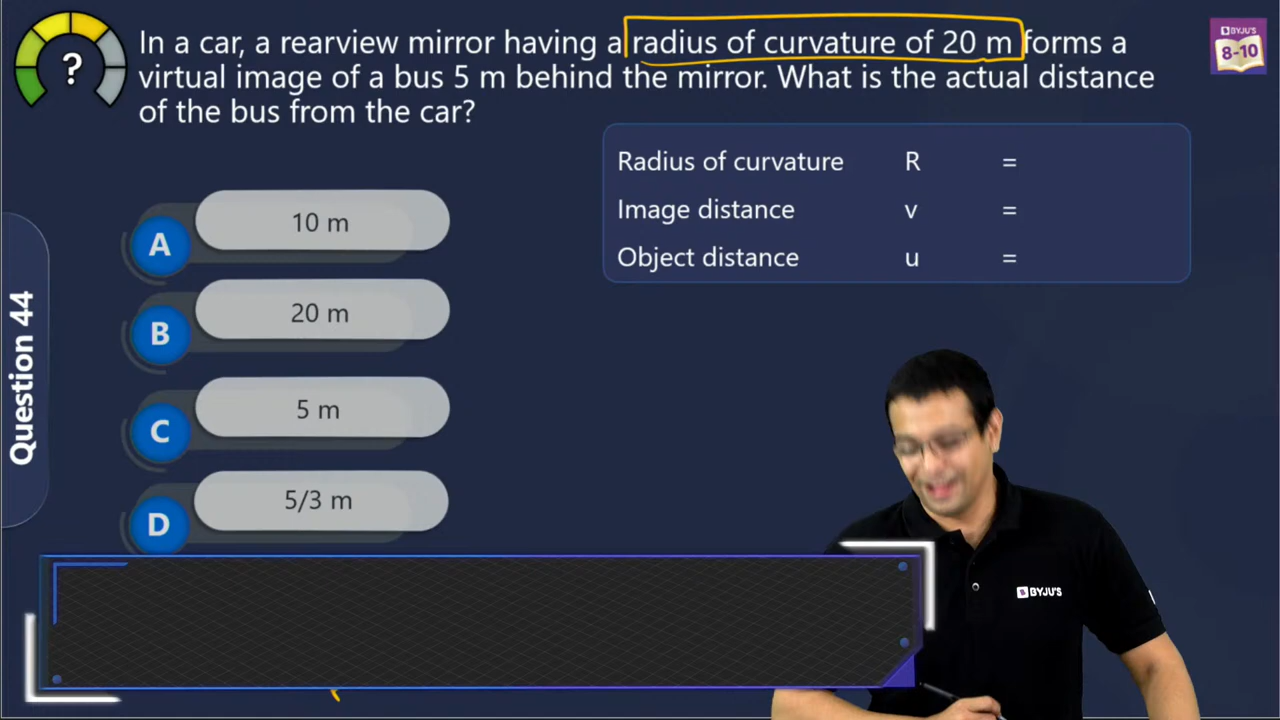 In a car, a rearview mirror having a radius of curvature of 20 m forms a
virtual image of a bus 5 m behind the mirror. What is the actual distance
of the bus from the car?
?
BYJU'S
8-10
Radius of curvature R =
Image distance v =
Object distance u =
Question 44
A 10 m
B 20 m
C 5 m
D 5/3 m
BYJU'S